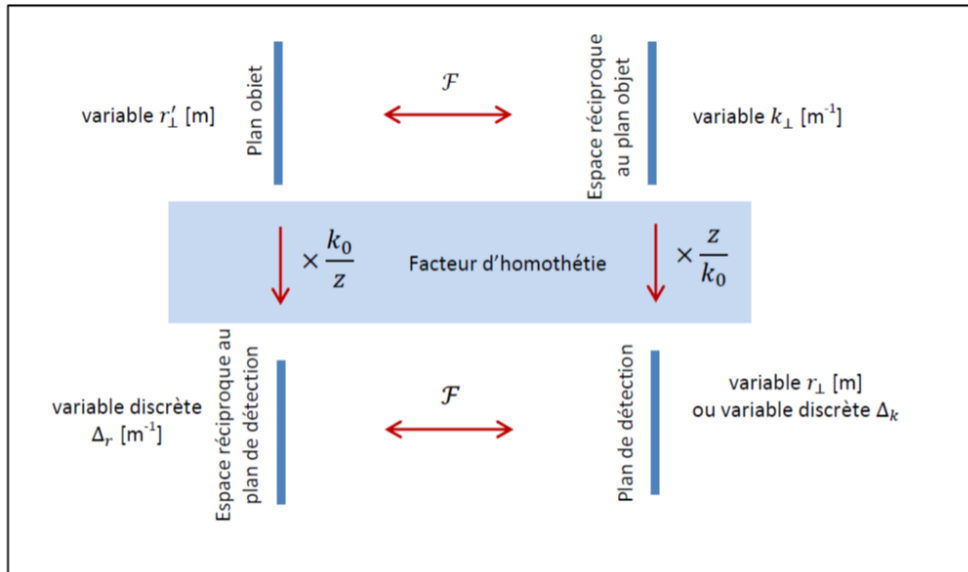 variable r′⊥ [m]
Plan objet
ℱ
Espace réciproque
au plan objet
variable k⊥ [m⁻¹]
× k₀/z
Facteur d'homothétie
× z/k₀
variable discrète
Δᵣ [m⁻¹]
Espace réciproque au
plan de détection
ℱ
Plan de détection
variable r⊥ [m]
ou variable discrète Δₖ